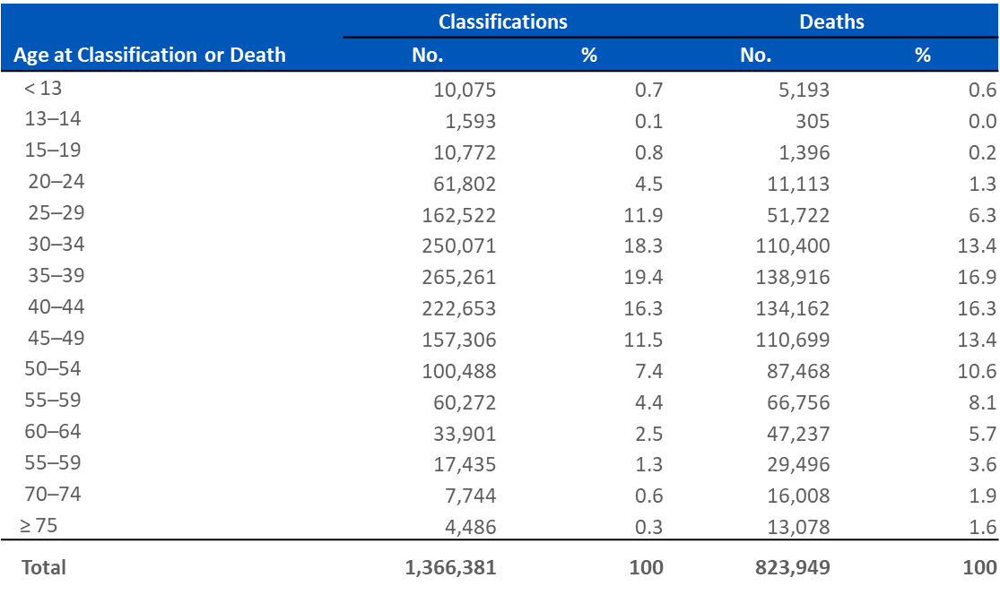 Classifications Deaths
Age at Classification or Death No. % No. %
< 13 10,075 0.7 5,193 0.6
13–14 1,593 0.1 305 0.0
15–19 10,772 0.8 1,396 0.2
20–24 61,802 4.5 11,113 1.3
25–29 162,522 11.9 51,722 6.3
30–34 250,071 18.3 110,400 13.4
35–39 265,261 19.4 138,916 16.9
40–44 222,653 16.3 134,162 16.3
45–49 157,306 11.5 110,699 13.4
50–54 100,488 7.4 87,468 10.6
55–59 60,272 4.4 66,756 8.1
60–64 33,901 2.5 47,237 5.7
55–59 17,435 1.3 29,496 3.6
70–74 7,744 0.6 16,008 1.9
≥ 75 4,486 0.3 13,078 1.6
Total 1,366,381 100 823,949 100